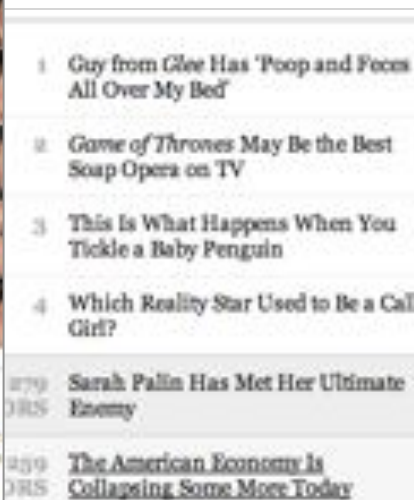 1 Guy from Glee Has 'Poop and Feces
All Over My Bed'
2 Game of Thrones May Be the Best
Soap Opera on TV
3 This Is What Happens When You
Tickle a Baby Penguin
4 Which Reality Star Used to Be a Call
Girl?
279 Sarah Palin Has Met Her Ultimate
ORS Enemy
259 The American Economy Is
ORS Collapsing Some More Today